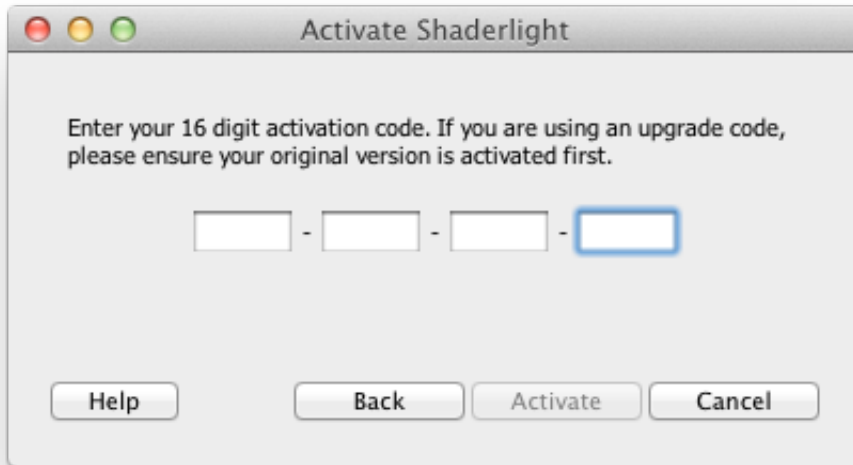 Activate Shaderlight
Enter your 16 digit activation code. If you are using an upgrade code,
please ensure your original version is activated first.
- - -
Help Back Activate Cancel